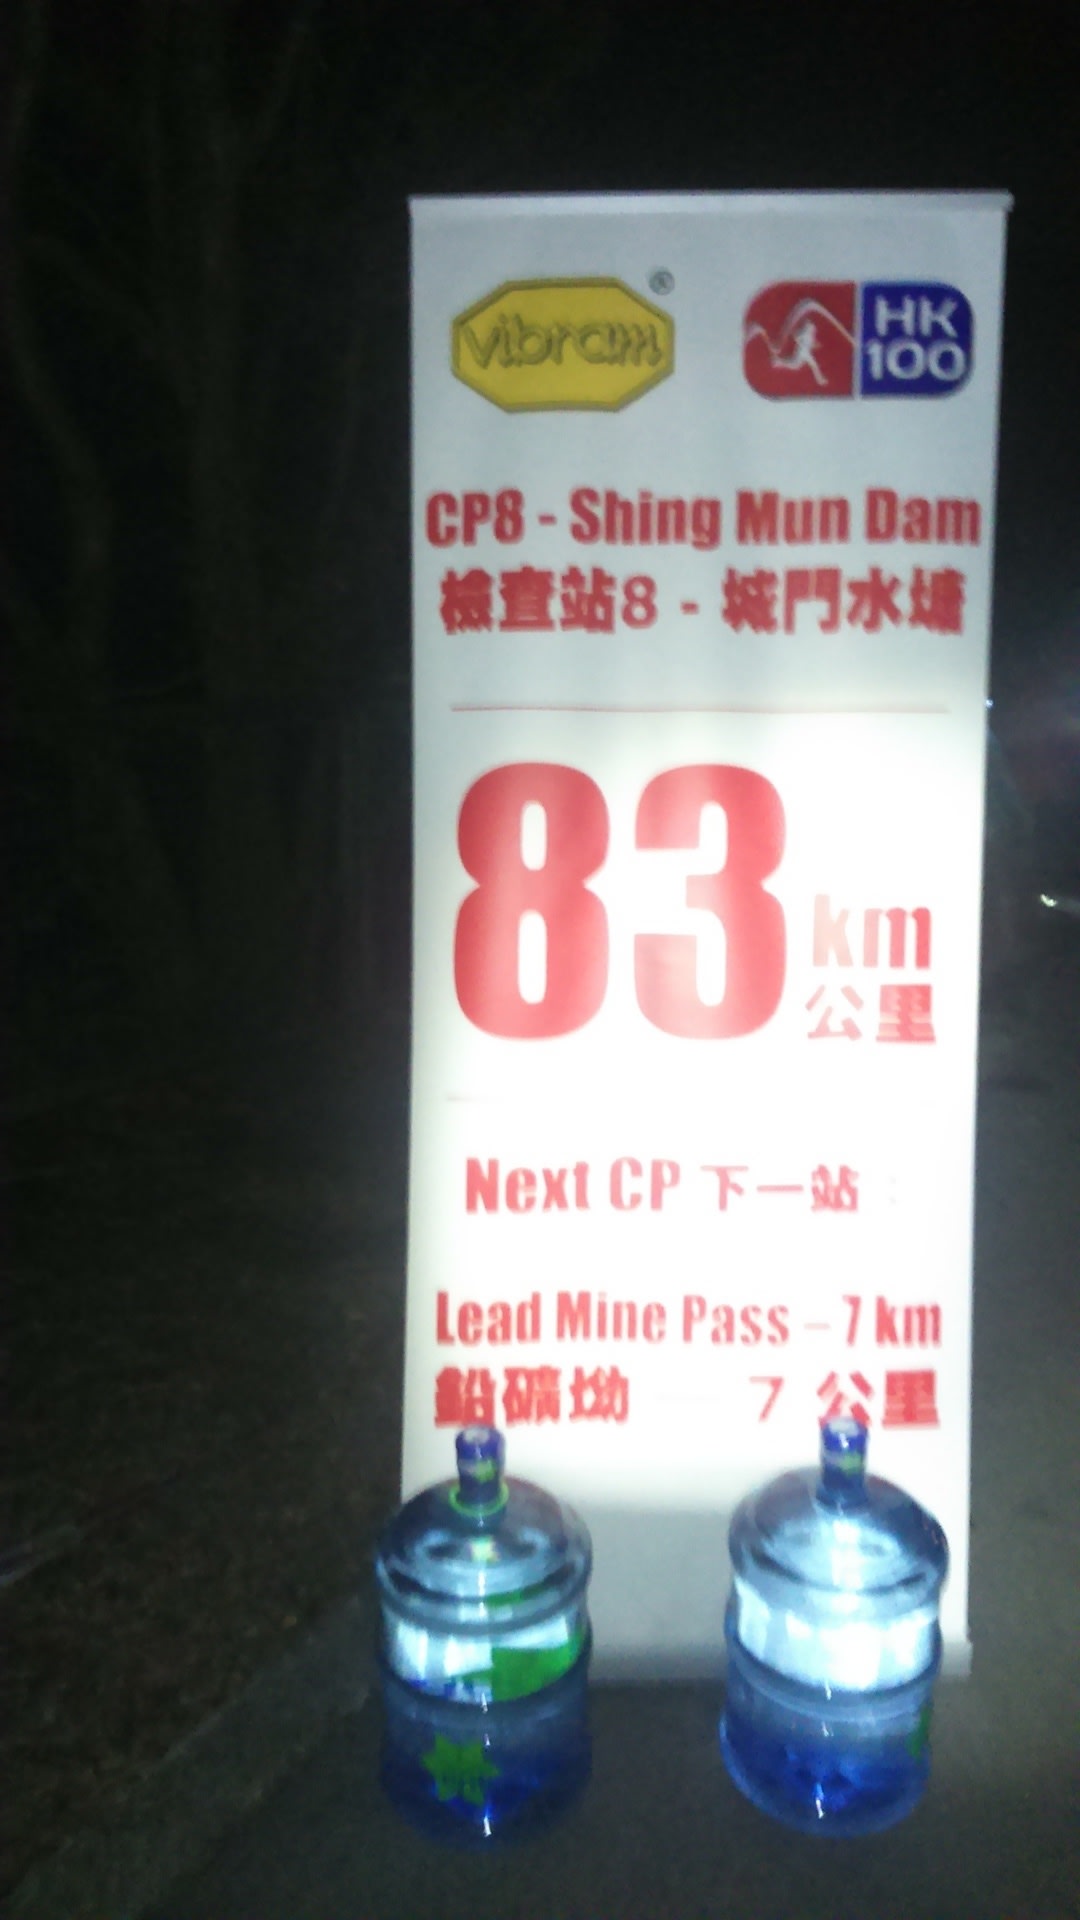 vibram®
HK
100
CP8 - Shing Mun Dam
檢查站8 - 城門水塘
83 km
公里
Next CP 下一站 :
Lead Mine Pass – 7 km
鉛礦坳 — 7 公里